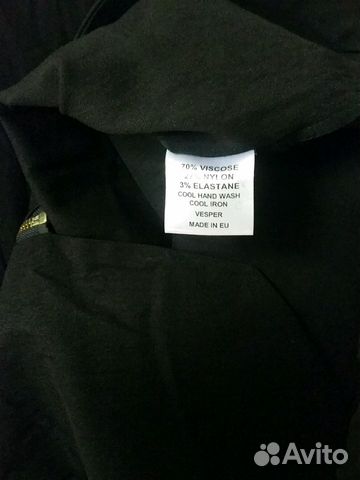 70% VISCOSE
27% NYLON
3% ELASTANE
COOL HAND WASH
COOL IRON
VESPER
MADE IN EU
Avito